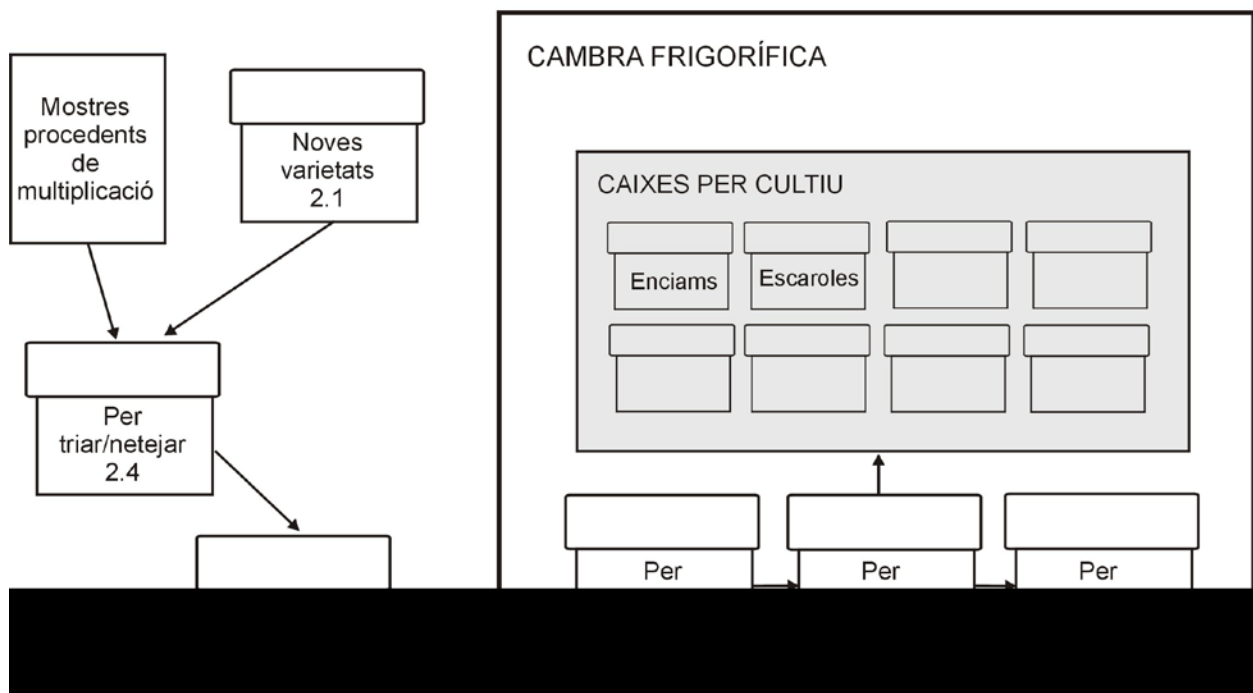 Mostres
procedents
de
multiplicació
Noves
varietats
2.1
Per
triar/netejar
2.4
CAMBRA FRIGORÍFICA
CAIXES PER CULTIU
Enciams
Escaroles
Per
Per
Per